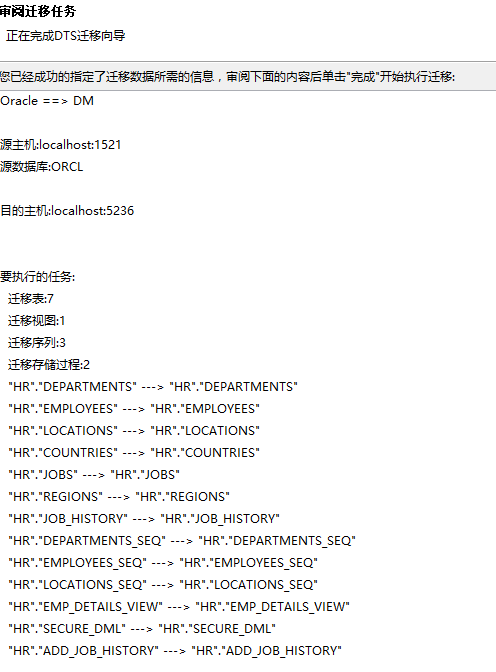 审阅迁移任务
正在完成DTS迁移向导
您已经成功的指定了迁移数据所需的信息，审阅下面的内容后单击"完成"开始执行迁移:
Oracle ==> DM
源主机:localhost:1521
源数据库:ORCL
目的主机:localhost:5236
要执行的任务:
迁移表:7
迁移视图:1
迁移序列:3
迁移存储过程:2
"HR"."DEPARTMENTS" ---> "HR"."DEPARTMENTS"
"HR"."EMPLOYEES" ---> "HR"."EMPLOYEES"
"HR"."LOCATIONS" ---> "HR"."LOCATIONS"
"HR"."COUNTRIES" ---> "HR"."COUNTRIES"
"HR"."JOBS" ---> "HR"."JOBS"
"HR"."REGIONS" ---> "HR"."REGIONS"
"HR"."JOB_HISTORY" ---> "HR"."JOB_HISTORY"
"HR"."DEPARTMENTS_SEQ" ---> "HR"."DEPARTMENTS_SEQ"
"HR"."EMPLOYEES_SEQ" ---> "HR"."EMPLOYEES_SEQ"
"HR"."LOCATIONS_SEQ" ---> "HR"."LOCATIONS_SEQ"
"HR"."EMP_DETAILS_VIEW" ---> "HR"."EMP_DETAILS_VIEW"
"HR"."SECURE_DML" ---> "HR"."SECURE_DML"
"HR"."ADD_JOB_HISTORY" ---> "HR"."ADD_JOB_HISTORY"